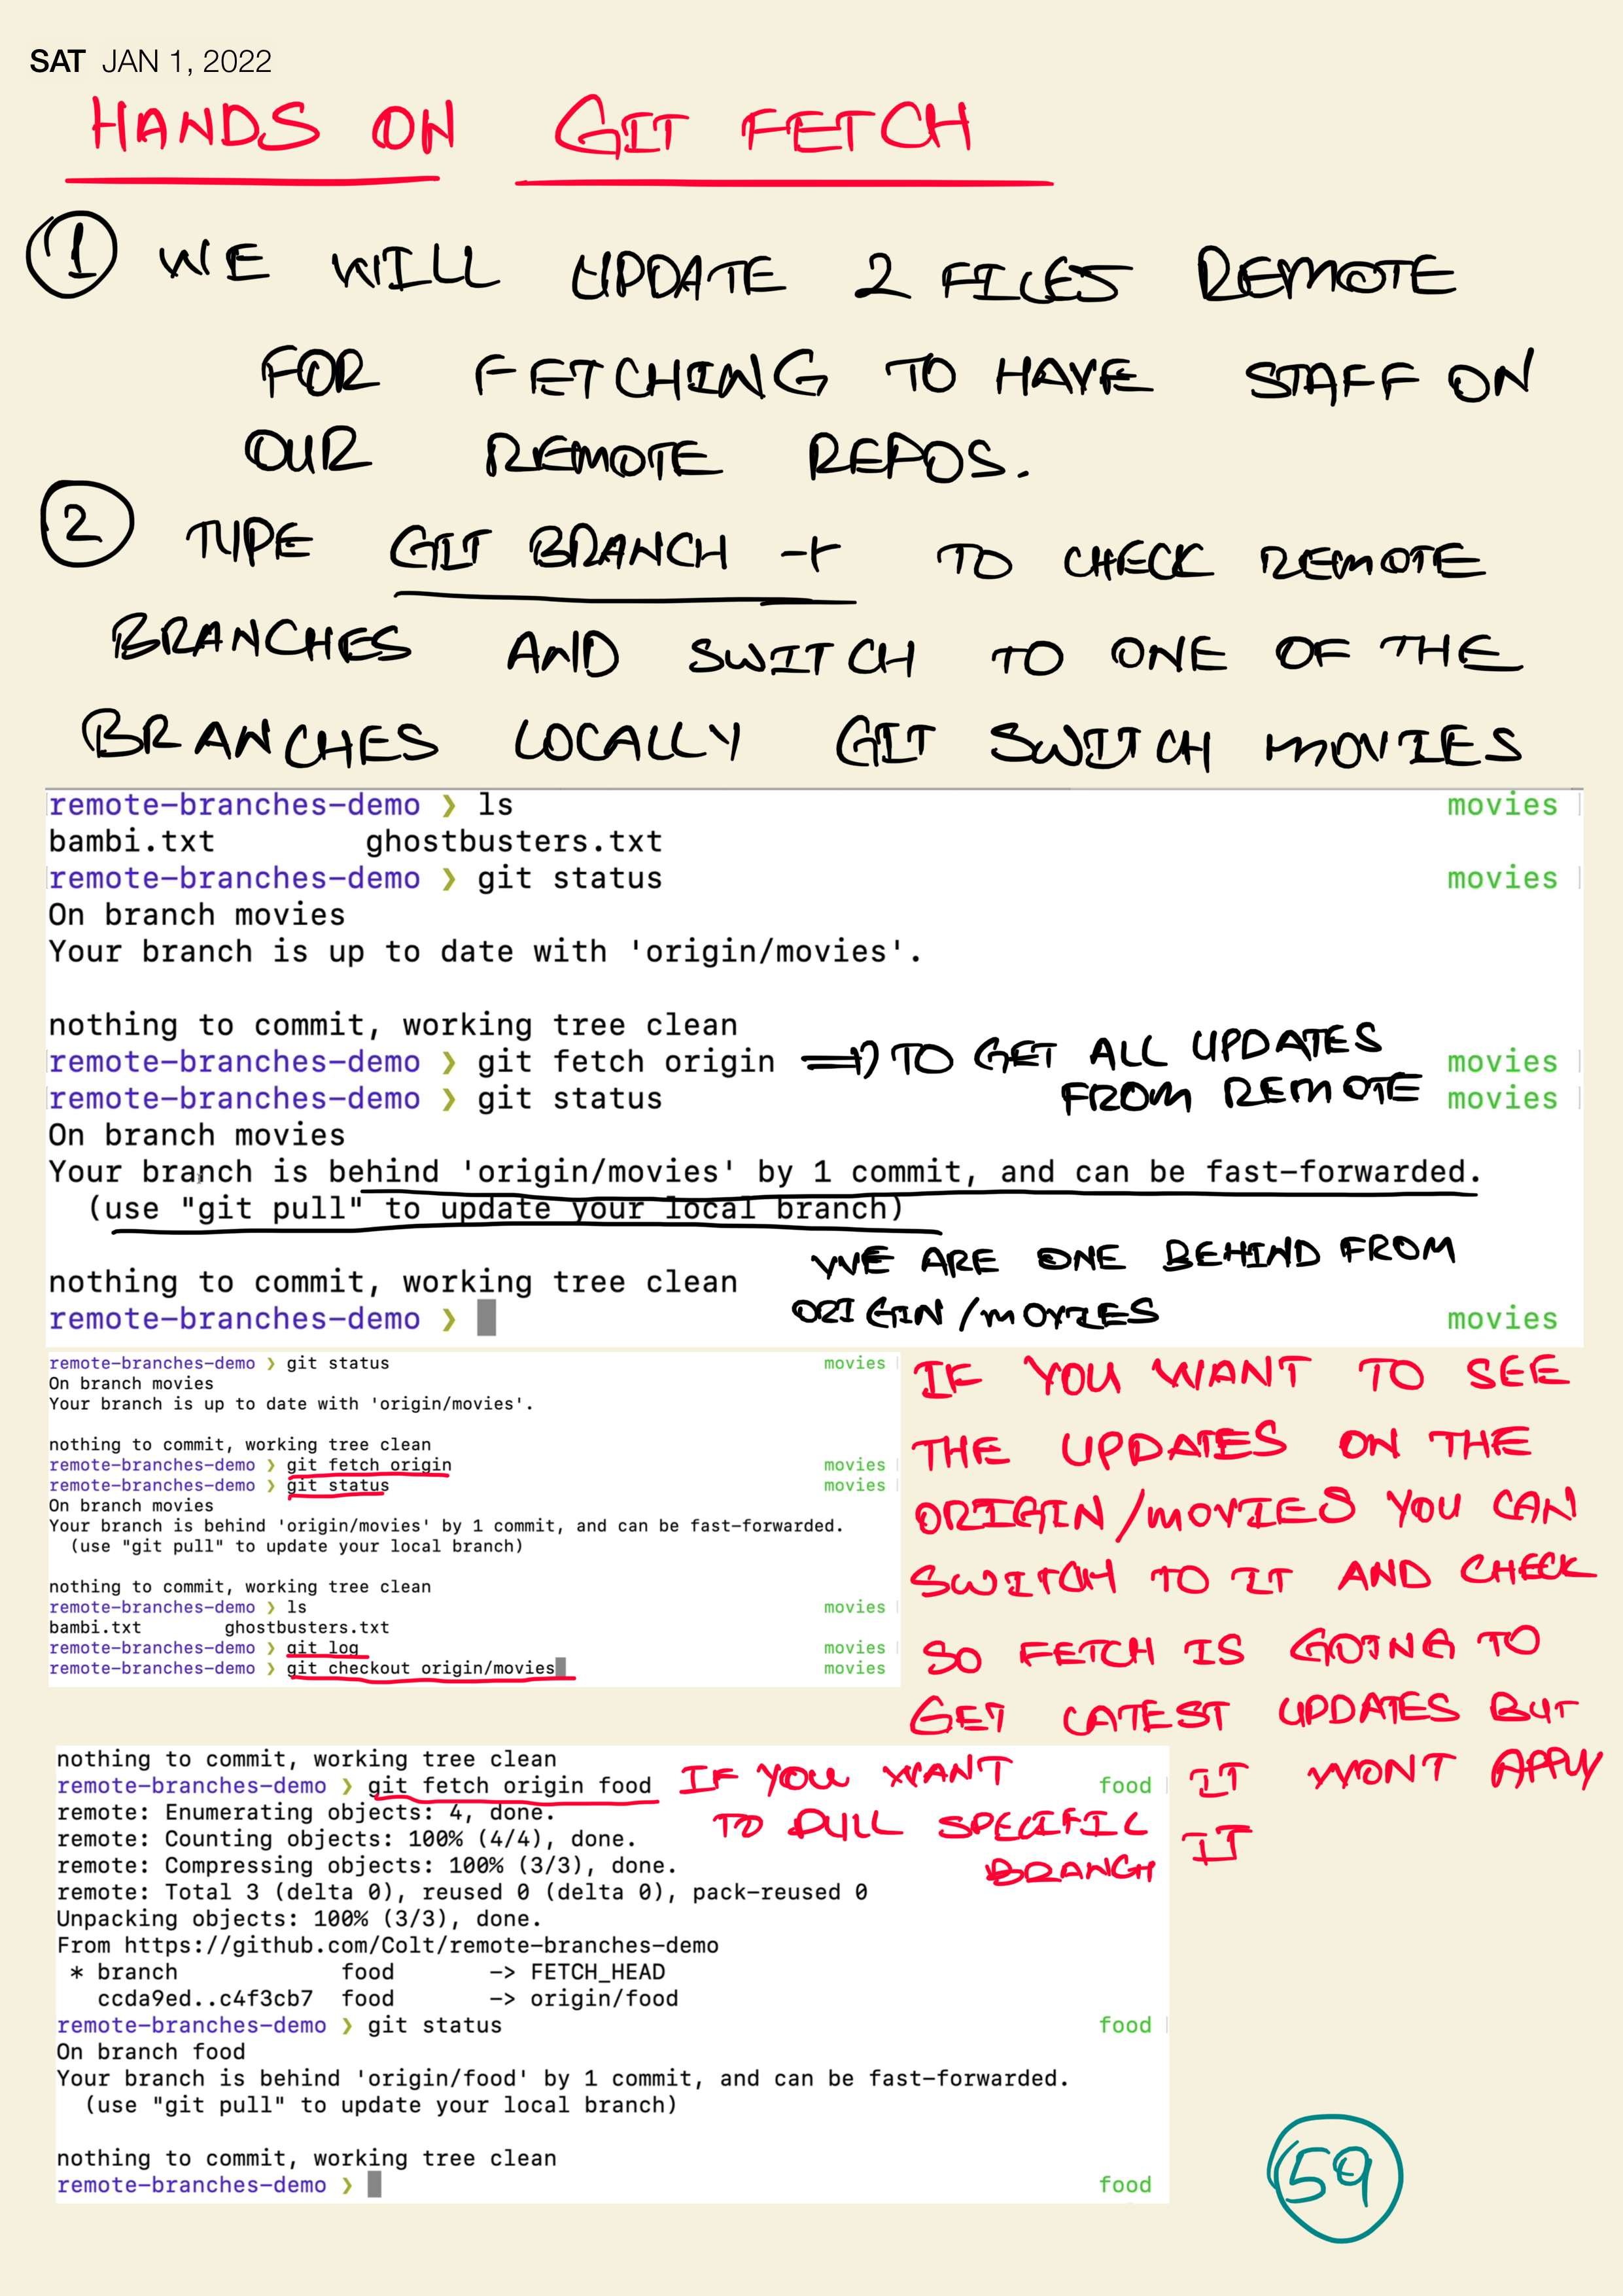 SAT JAN 1, 2022
HANDS ON GIT FETCH
1 WE WILL UPDATE 2 FILES REMOTE
FOR FETCHING TO HAVE STAFF ON
OUR REMOTE REPOS.
2 TYPE GIT BRANCH -r TO CHECK REMOTE
BRANCHES AND SWITCH TO ONE OF THE
BRANCHES LOCALLY GIT SWITCH MOVIES
remote-branches-demo ❯ ls movies
bambi.txt ghostbusters.txt
remote-branches-demo ❯ git status movies
On branch movies
Your branch is up to date with 'origin/movies'.
nothing to commit, working tree clean
remote-branches-demo ❯ git fetch origin ⟹ TO GET ALL UPDATES movies
FROM REMOTE
remote-branches-demo ❯ git status movies
On branch movies
Your branch is behind 'origin/movies' by 1 commit, and can be fast-forwarded.
(use "git pull" to update your local branch)
nothing to commit, working tree clean
WE ARE ONE BEHIND FROM
ORIGIN/MOVIES
remote-branches-demo ❯ movies
remote-branches-demo ❯ git status movies
On branch movies
Your branch is up to date with 'origin/movies'.
nothing to commit, working tree clean
remote-branches-demo ❯ git fetch origin movies
remote-branches-demo ❯ git status movies
On branch movies
Your branch is behind 'origin/movies' by 1 commit, and can be fast-forwarded.
(use "git pull" to update your local branch)
nothing to commit, working tree clean
remote-branches-demo ❯ ls movies
bambi.txt ghostbusters.txt
remote-branches-demo ❯ git log movies
remote-branches-demo ❯ git checkout origin/movies movies
IF YOU WANT TO SEE
THE UPDATES ON THE
ORIGIN/MOVIES YOU CAN
SWITCH TO IT AND CHECK
SO FETCH IS GOING TO
GET LATEST UPDATES BUT
IT WONT APPLY
IT
nothing to commit, working tree clean
remote-branches-demo ❯ git fetch origin food food
IF YOU WANT
TO PULL SPECIFIC
BRANCH
remote: Enumerating objects: 4, done.
remote: Counting objects: 100% (4/4), done.
remote: Compressing objects: 100% (3/3), done.
remote: Total 3 (delta 0), reused 0 (delta 0), pack-reused 0
Unpacking objects: 100% (3/3), done.
From https://github.com/Colt/remote-branches-demo
* branch food -> FETCH_HEAD
ccda9ed..c4f3cb7 food -> origin/food
remote-branches-demo ❯ git status food
On branch food
Your branch is behind 'origin/food' by 1 commit, and can be fast-forwarded.
(use "git pull" to update your local branch)
nothing to commit, working tree clean
remote-branches-demo ❯ food
59